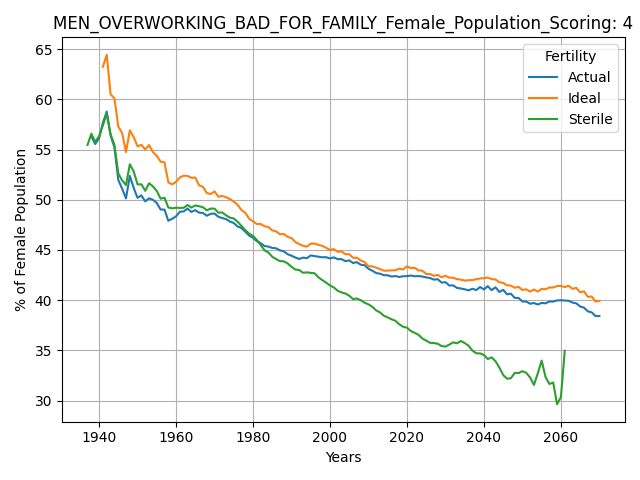 MEN_OVERWORKING_BAD_FOR_FAMILY_Female_Population_Scoring: 4
Fertility
Actual
Ideal
Sterile
% of Female Population
65
60
55
50
45
40
35
30
1940 1960 1980 2000 2020 2040 2060
Years